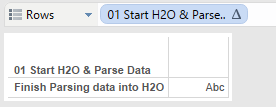 Rows
01 Start H2O & Parse.. Δ
01 Start H2O & Parse Data
Finish Parsing data into H2O Abc